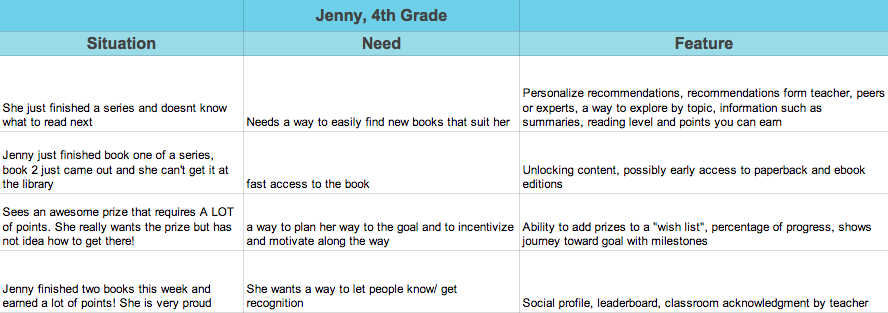 Jenny, 4th Grade
Situation
Need
Feature
She just finished a series and doesnt know
what to read next
Needs a way to easily find new books that suit her
Personalize recommendations, recommendations form teacher, peers
or experts, a way to explore by topic, information such as
summaries, reading level and points you can earn
Jenny just finished book one of a series,
book 2 just came out and she can't get it at
the library
fast access to the book
Unlocking content, possibly early access to paperback and ebook
editions
Sees an awesome prize that requires A LOT
of points. She really wants the prize but has
not idea how to get there!
a way to plan her way to the goal and to incentivize
and motivate along the way
Ability to add prizes to a "wish list", percentage of progress, shows
journey toward goal with milestones
Jenny finished two books this week and
earned a lot of points! She is very proud
She wants a way to let people know/ get
recognition
Social profile, leaderboard, classroom acknowledgment by teacher